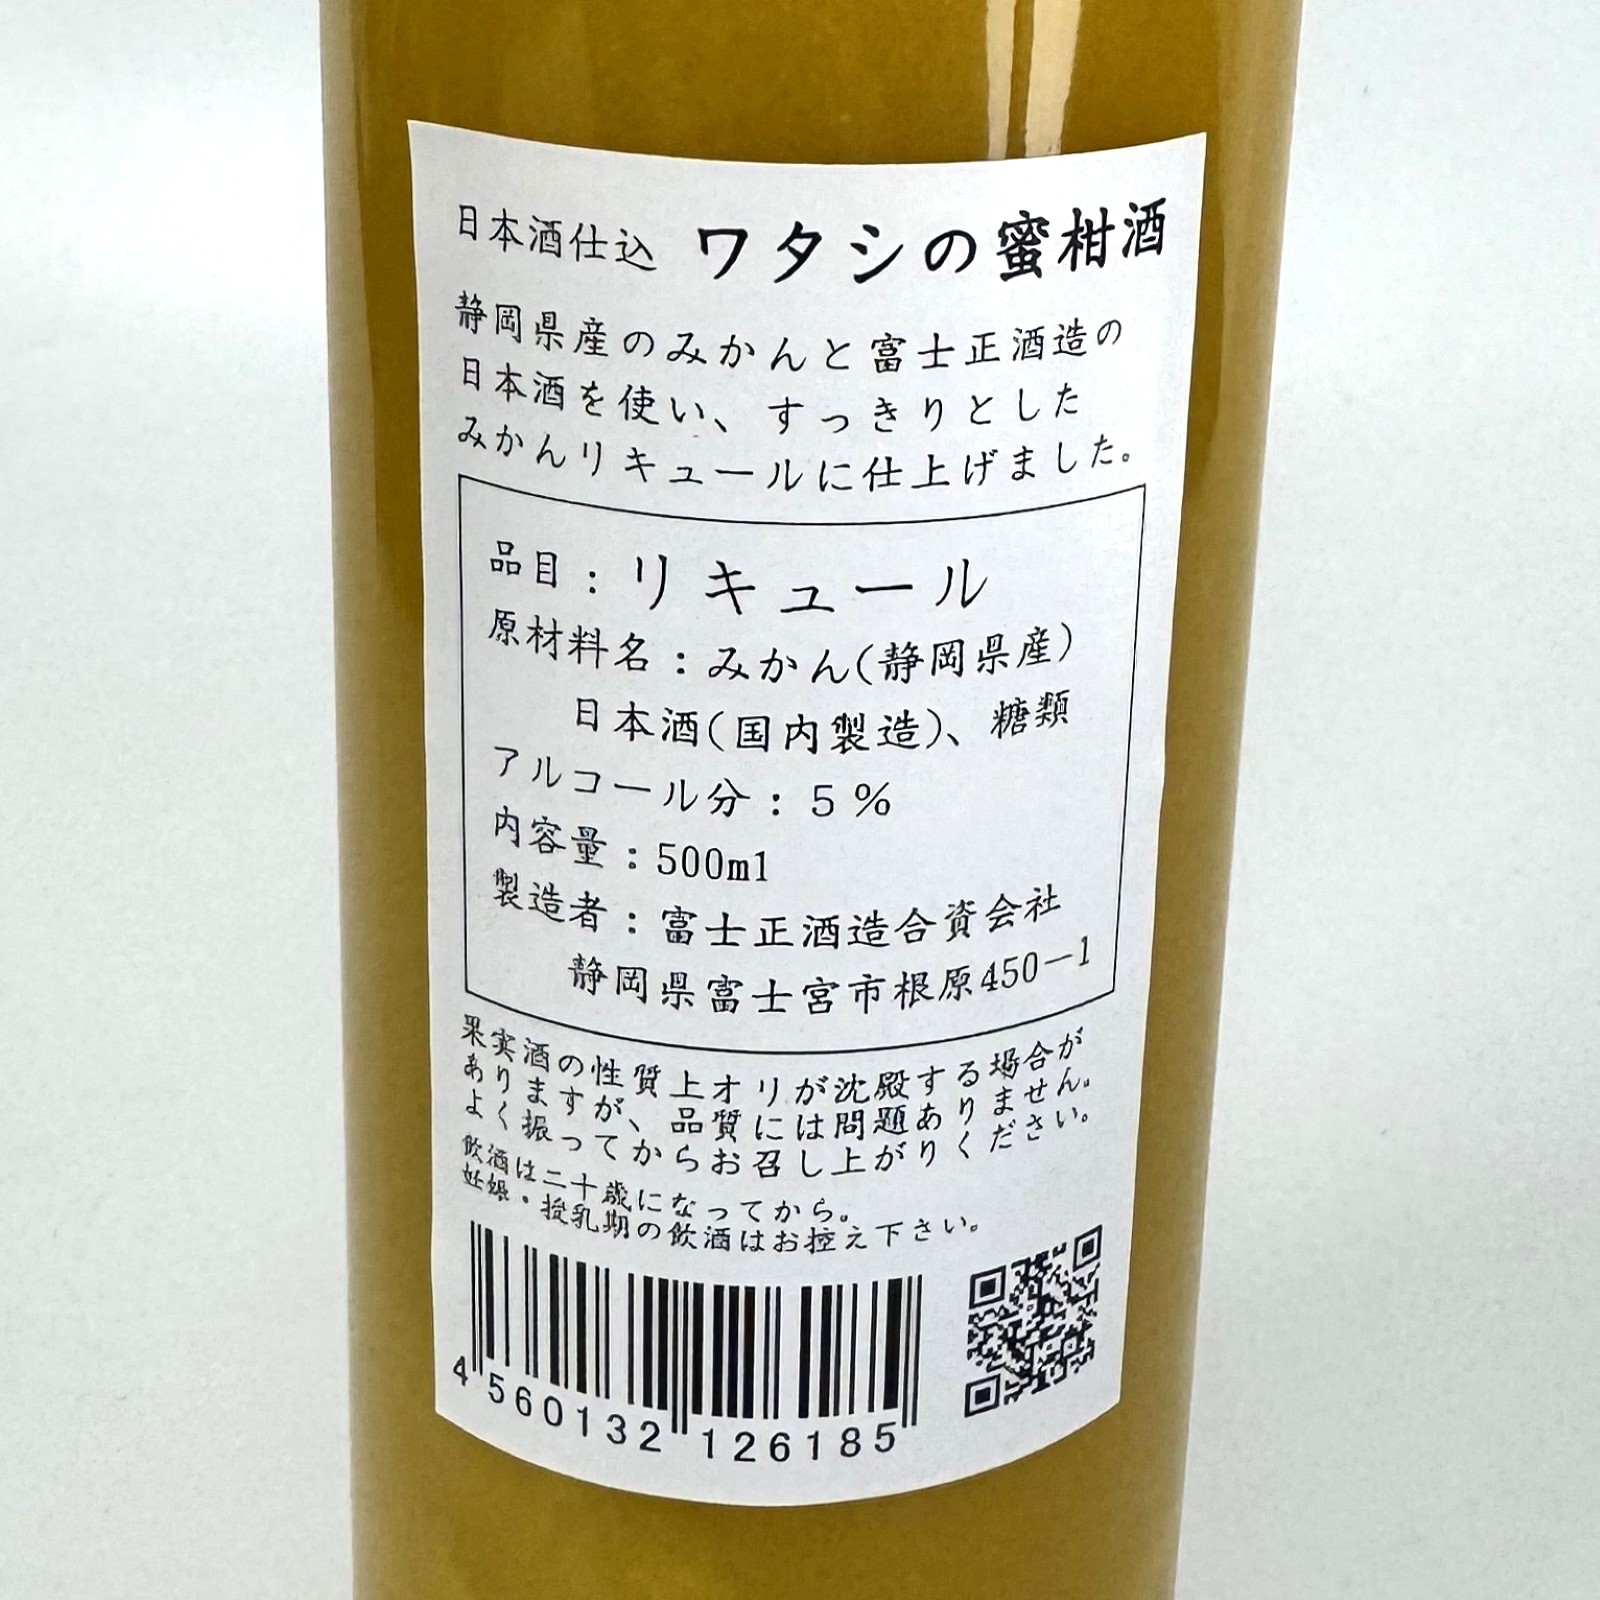 日本酒仕込 ワタシの蜜柑酒
静岡県産のみかんと富士正酒造の
日本酒を使い、すっきりとした
みかんリキュールに仕上げました。
品目：リキュール
原材料名：みかん(静岡県産)
日本酒(国内製造)、糖類
アルコール分：５％
内容量：500ml
製造者：富士正酒造合資会社
静岡県富士宮市根原450－1
果実酒の性質上オリが沈殿する場合が
ありますが、品質には問題ありません。
よく振ってからお召し上がりください。
飲酒は二十歳になってから。
妊娠・授乳期の飲酒はお控え下さい。
4 560132 126185